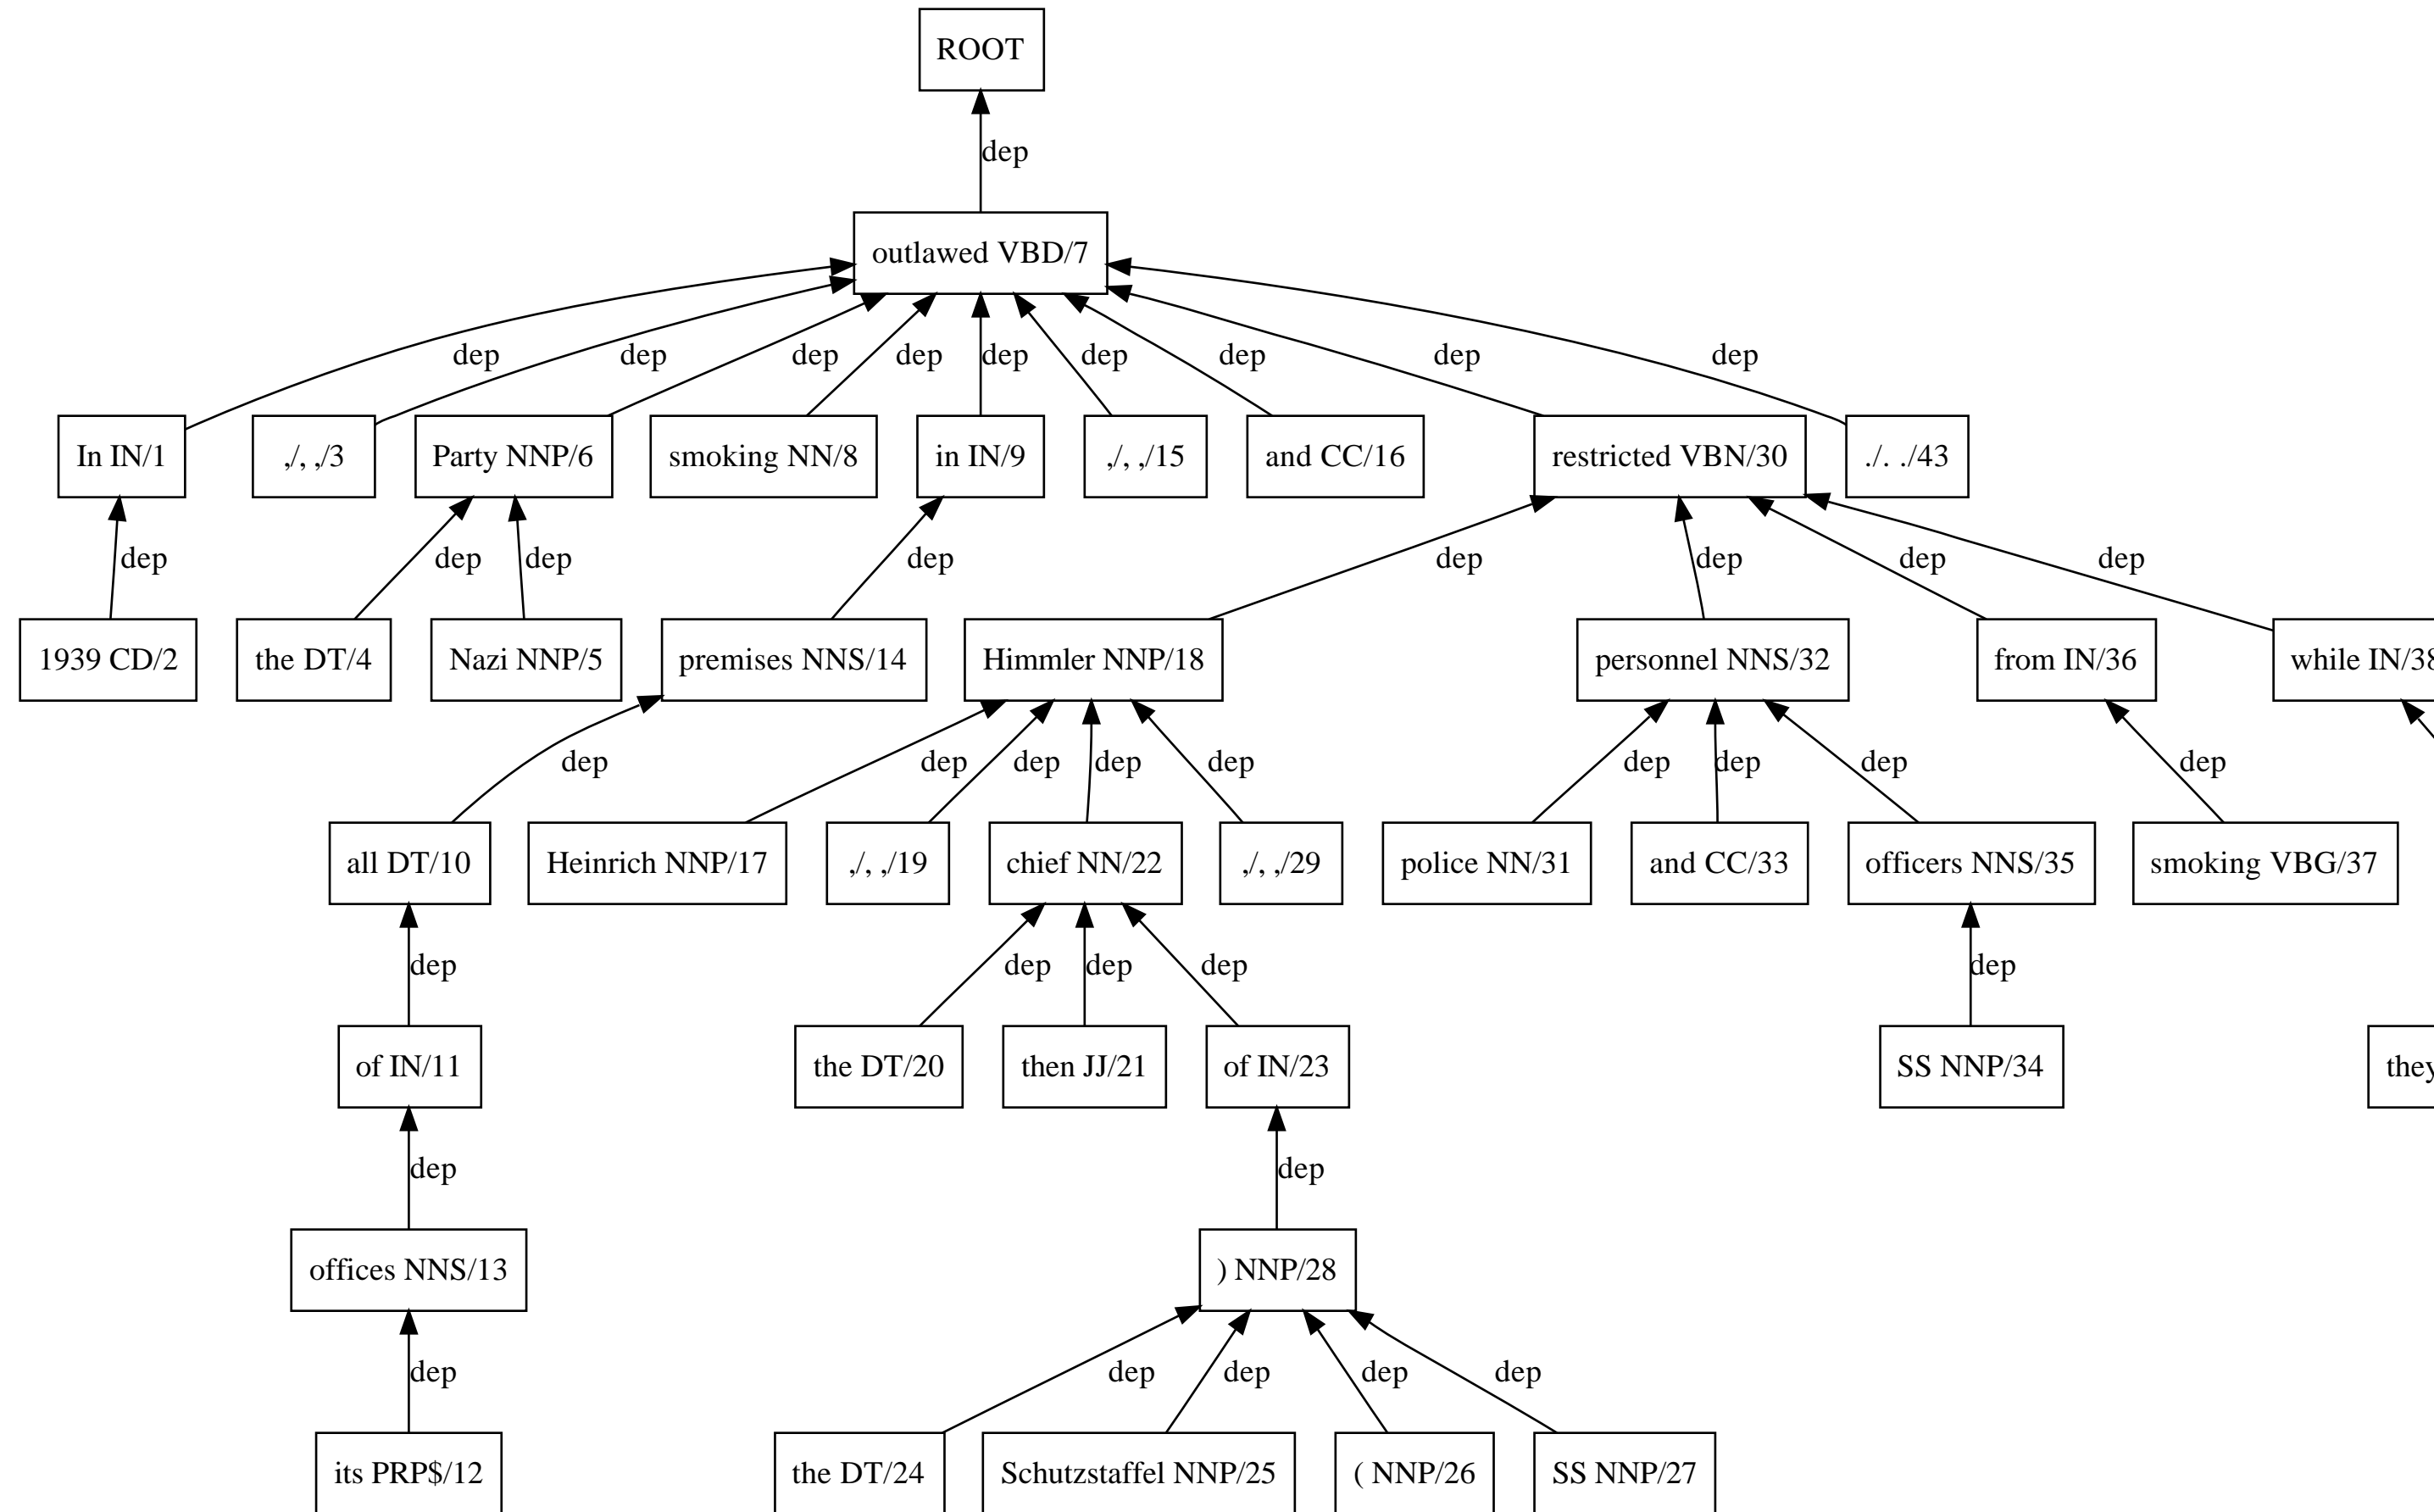 ROOT
dep
outlawed VBD/7
dep dep dep dep dep dep dep dep dep
In IN/1 ,/, ,/3 Party NNP/6 smoking NN/8 in IN/9 ,/, ,/15 and CC/16 restricted VBN/30 ./. ./43
dep dep dep dep dep dep dep dep
1939 CD/2 the DT/4 Nazi NNP/5 premises NNS/14 Himmler NNP/18 personnel NNS/32 from IN/36 while IN/38
dep dep dep dep dep dep dep dep dep
all DT/10 Heinrich NNP/17 ,/, ,/19 chief NN/22 ,/, ,/29 police NN/31 and CC/33 officers NNS/35 smoking VBG/37
dep dep dep dep dep
of IN/11 the DT/20 then JJ/21 of IN/23 SS NNP/34 they
dep dep
offices NNS/13 ) NNP/28
dep dep dep dep dep
its PRP$/12 the DT/24 Schutzstaffel NNP/25 ( NNP/26 SS NNP/27